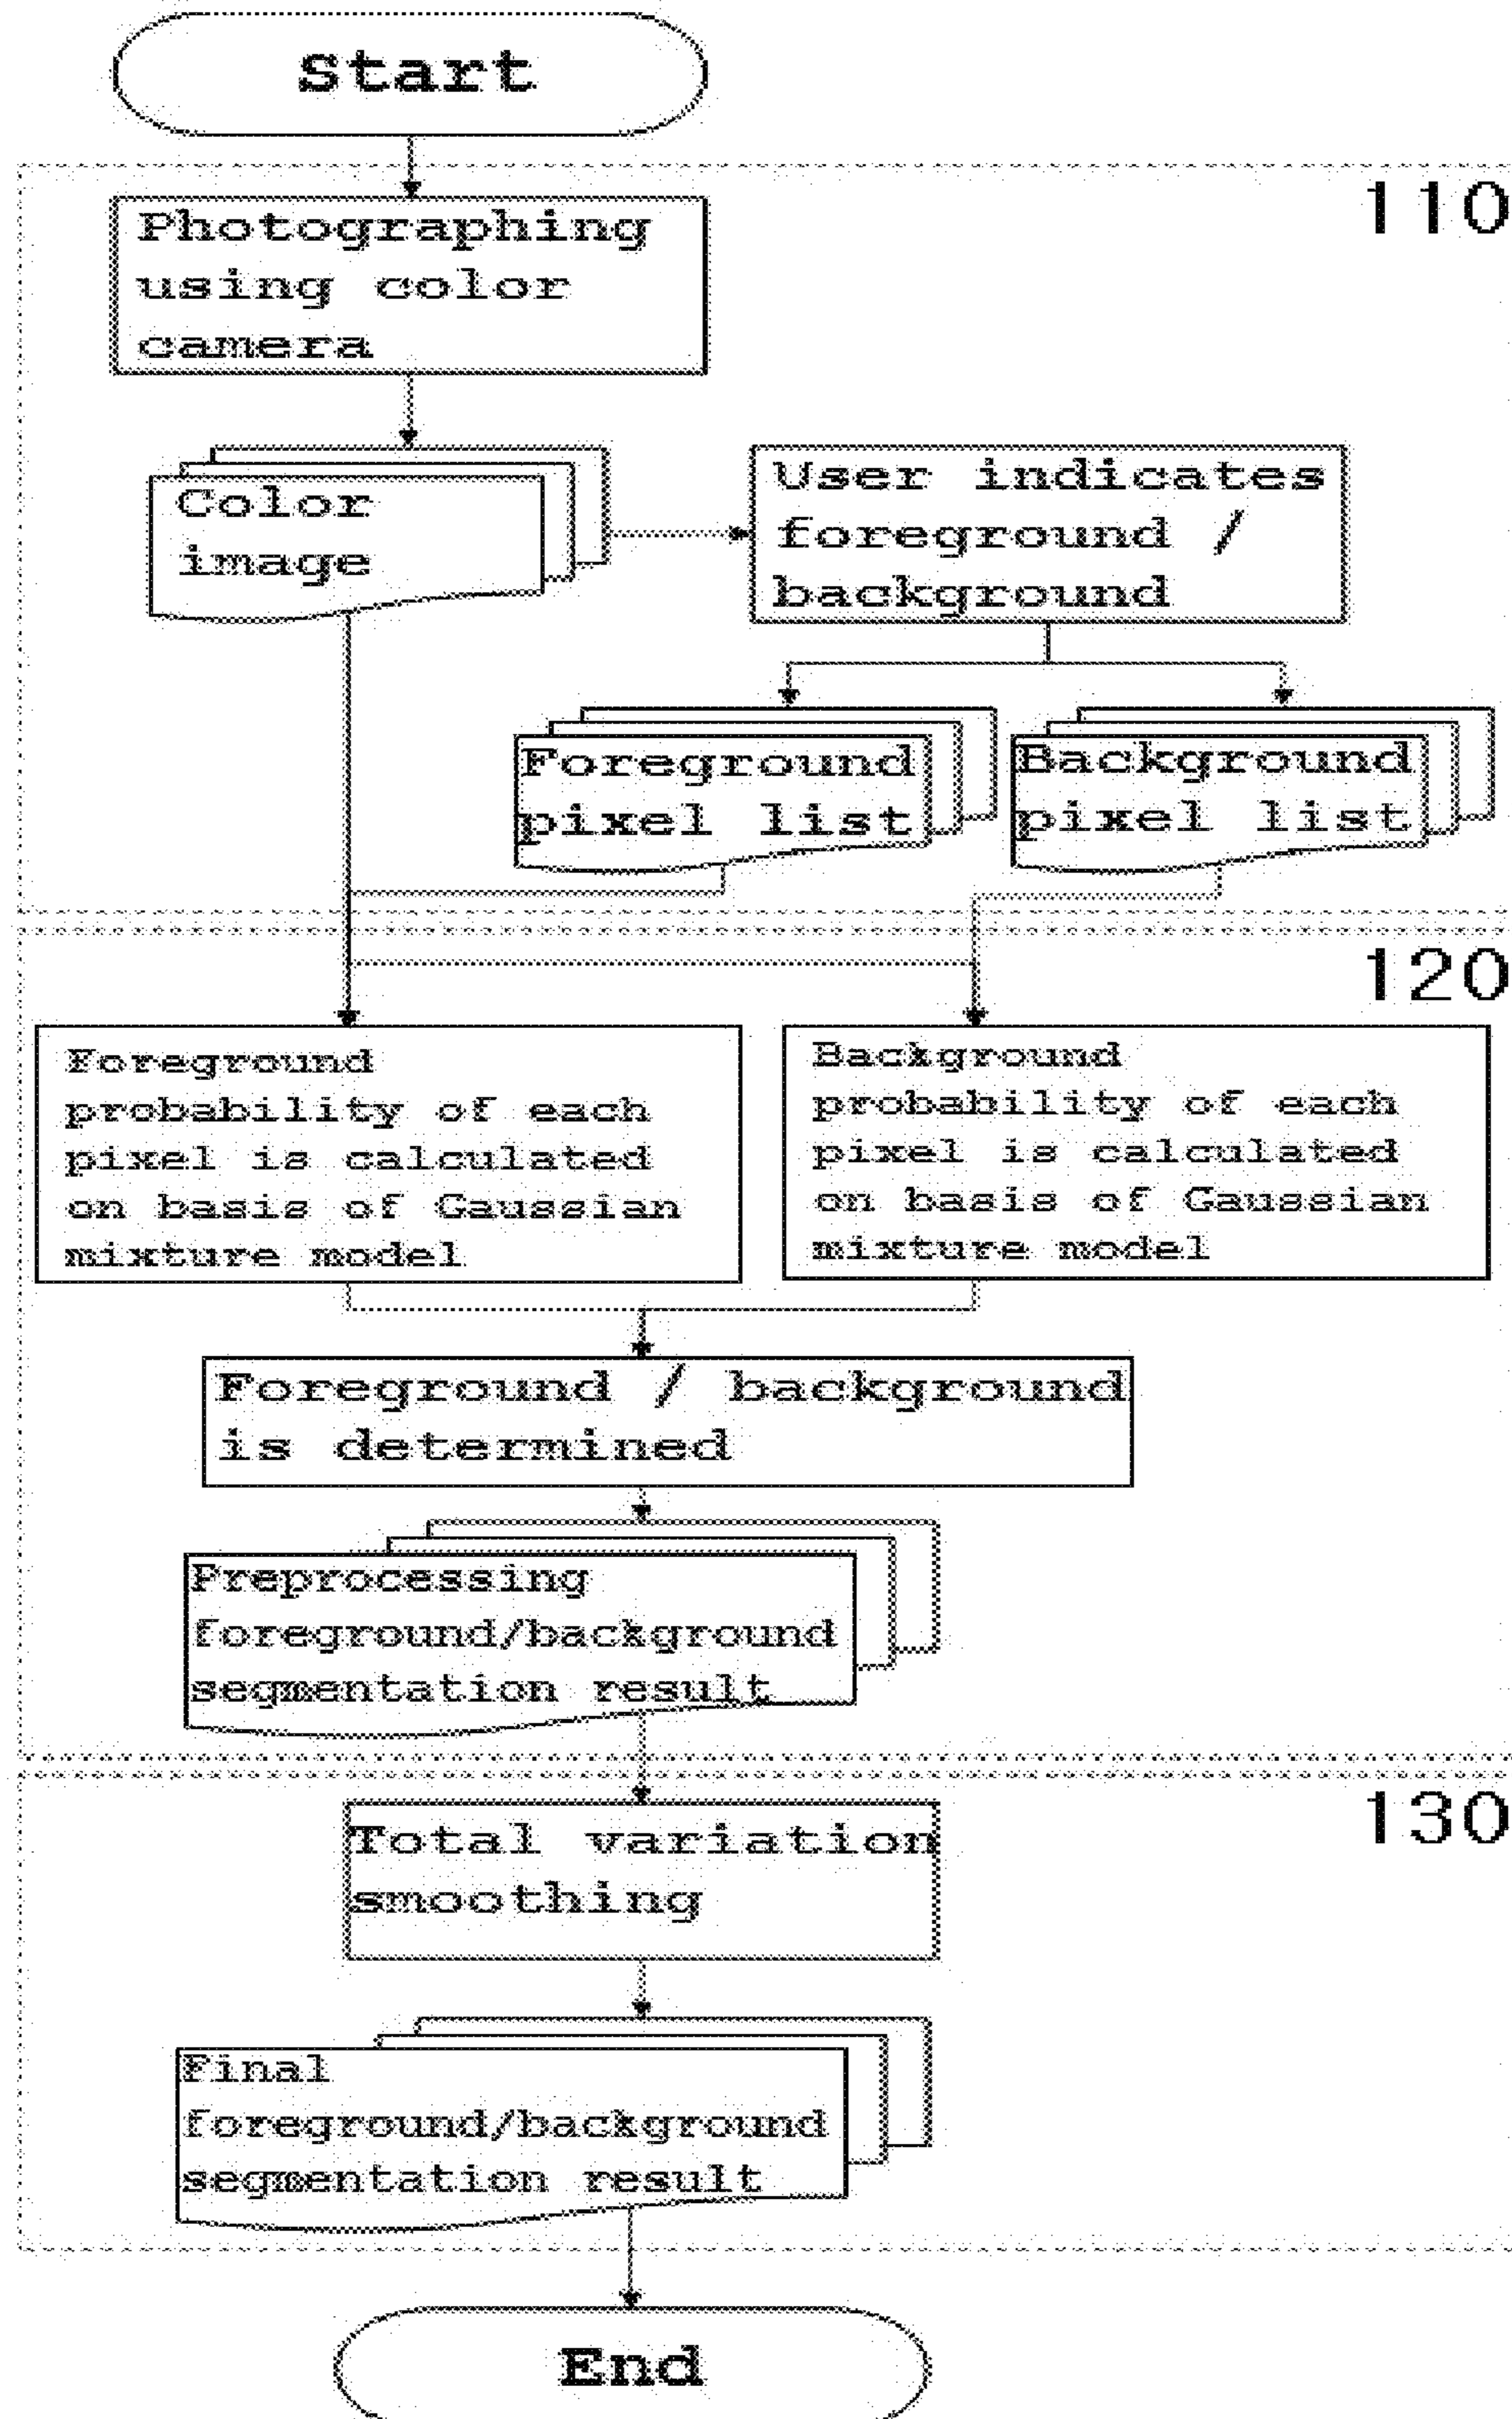 Start
110
Photographing
using color
camera
Color
image
User indicates
foreground /
background
Foreground
pixel list
Background
pixel list
120
Foreground
probability of each
pixel is calculated
on basis of Gaussian
mixture model
Background
probability of each
pixel is calculated
on basis of Gaussian
mixture model
Foreground / background
is determined
Preprocessing
foreground/background
segmentation result
130
Total variation
smoothing
Final
foreground/background
segmentation result
End